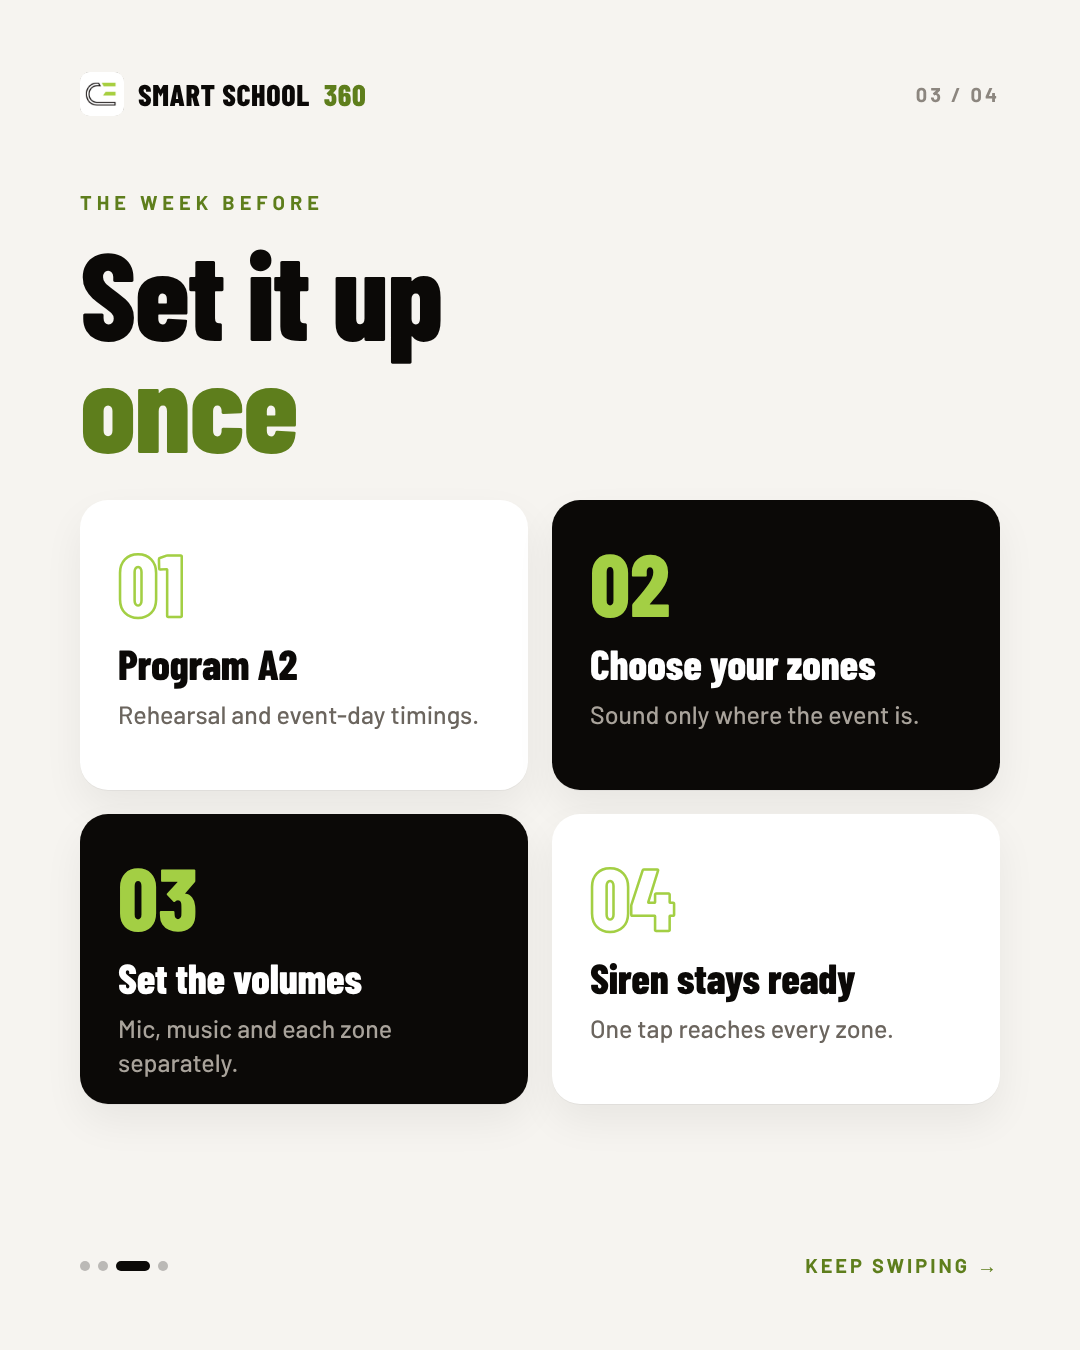 SMART SCHOOL 360
03 / 04
THE WEEK BEFORE
Set it up
once
01
Program A2
Rehearsal and event-day timings.
02
Choose your zones
Sound only where the event is.
03
Set the volumes
Mic, music and each zone
separately.
04
Siren stays ready
One tap reaches every zone.
KEEP SWIPING →